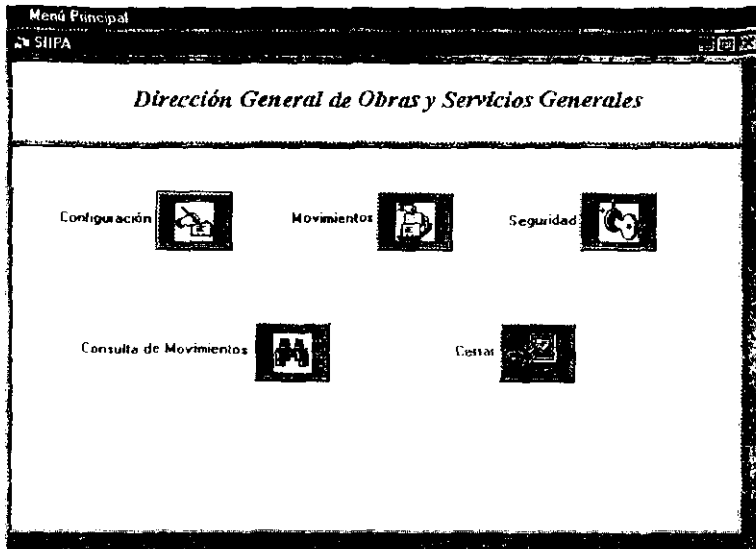 Menú Principal
SIIPA
Dirección General de Obras y Servicios Generales
Configuración
Movimientos
Seguridad
Consulta de Movimientos
Cerrar